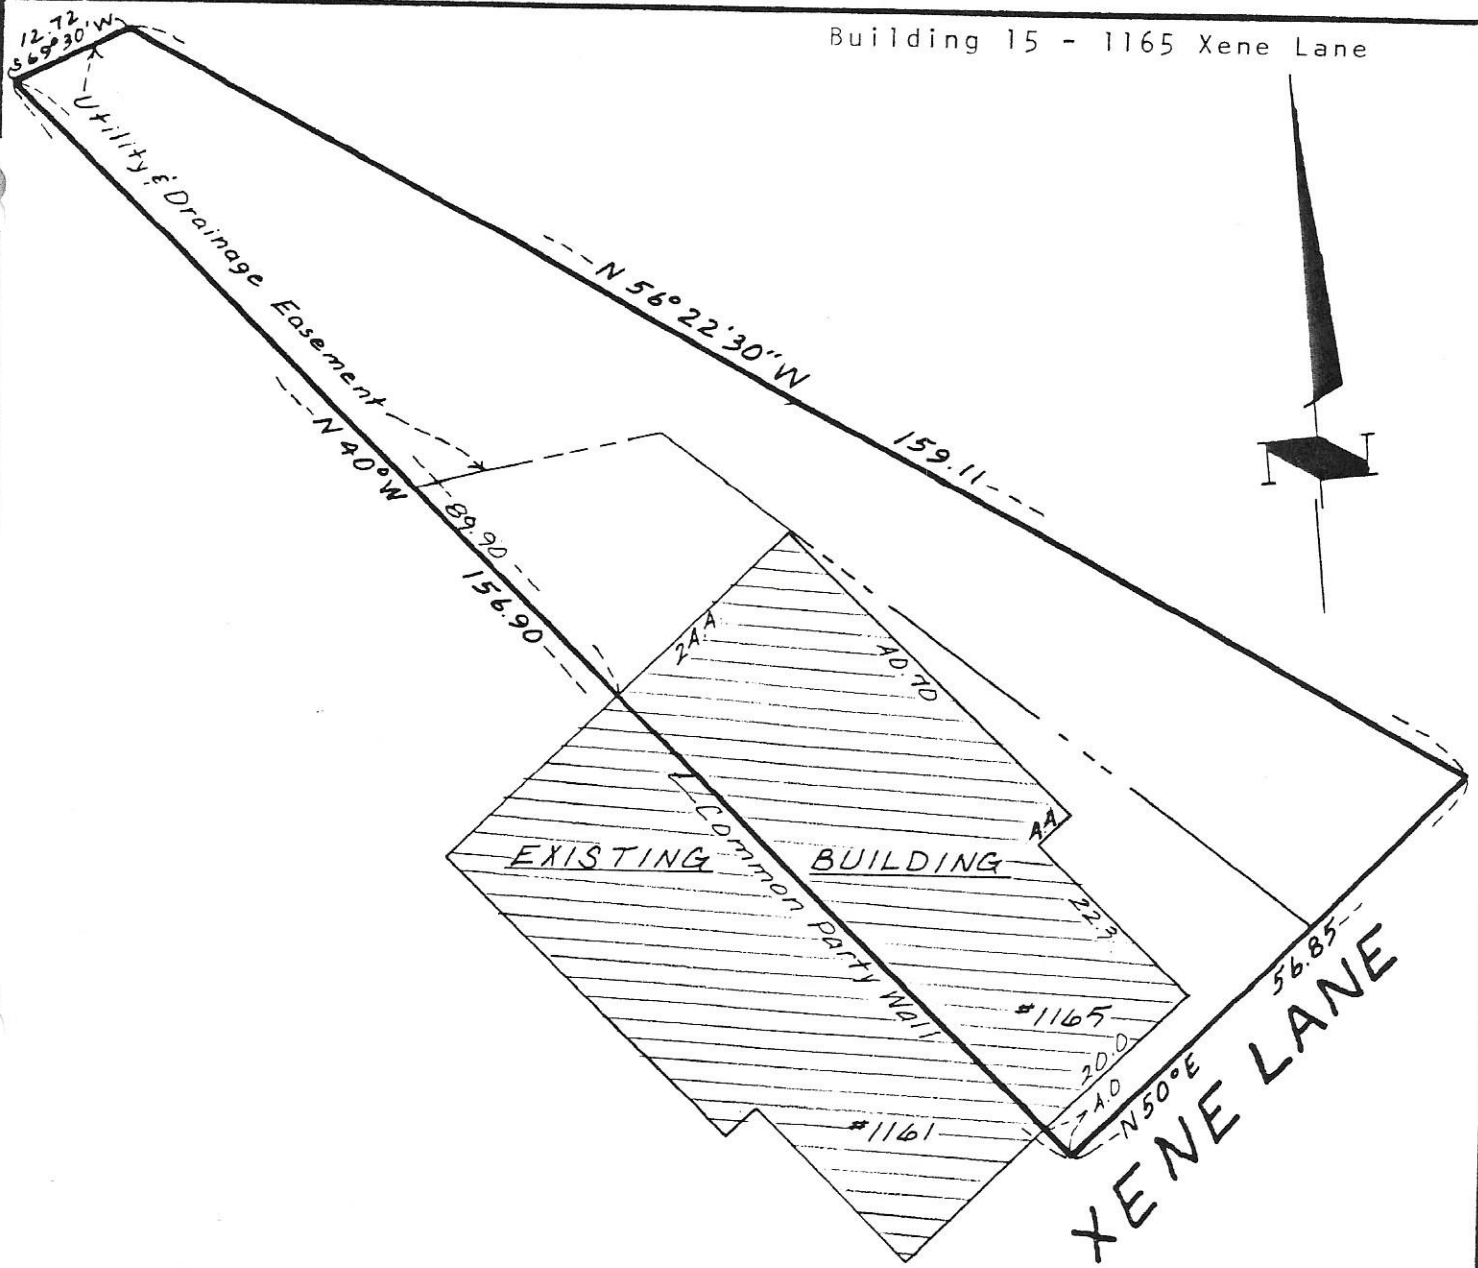 Building 15 - 1165 Xene Lane
12.72
S 69°30'W
Utility & Drainage Easement
N 56°22'30"W
159.11
N 40°W
89.90
156.90
24.4
40.70
4.4
22.3
EXISTING BUILDING
Common Party Wall
#1165
20.0
4.0
#1161
N 50°E
56.85
XENE LANE